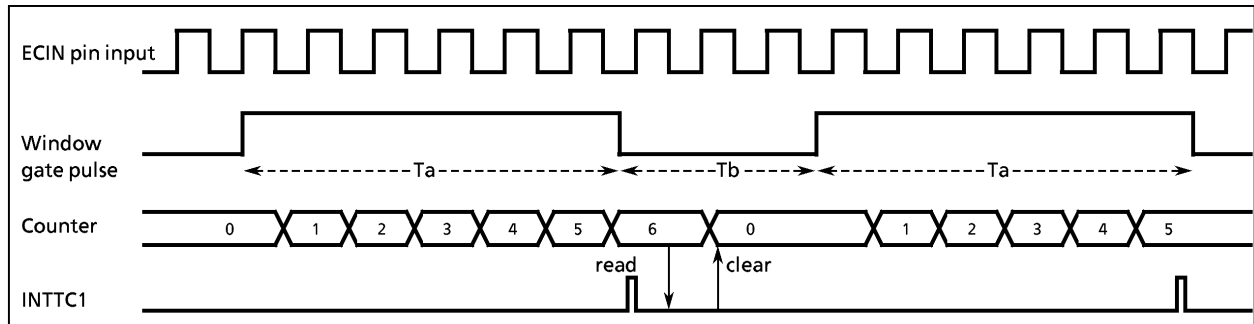 ECIN pin input
Window
gate pulse
Ta Tb Ta
Counter 0 1 2 3 4 5 6 0 1 2 3 4 5
read clear
INTTC1